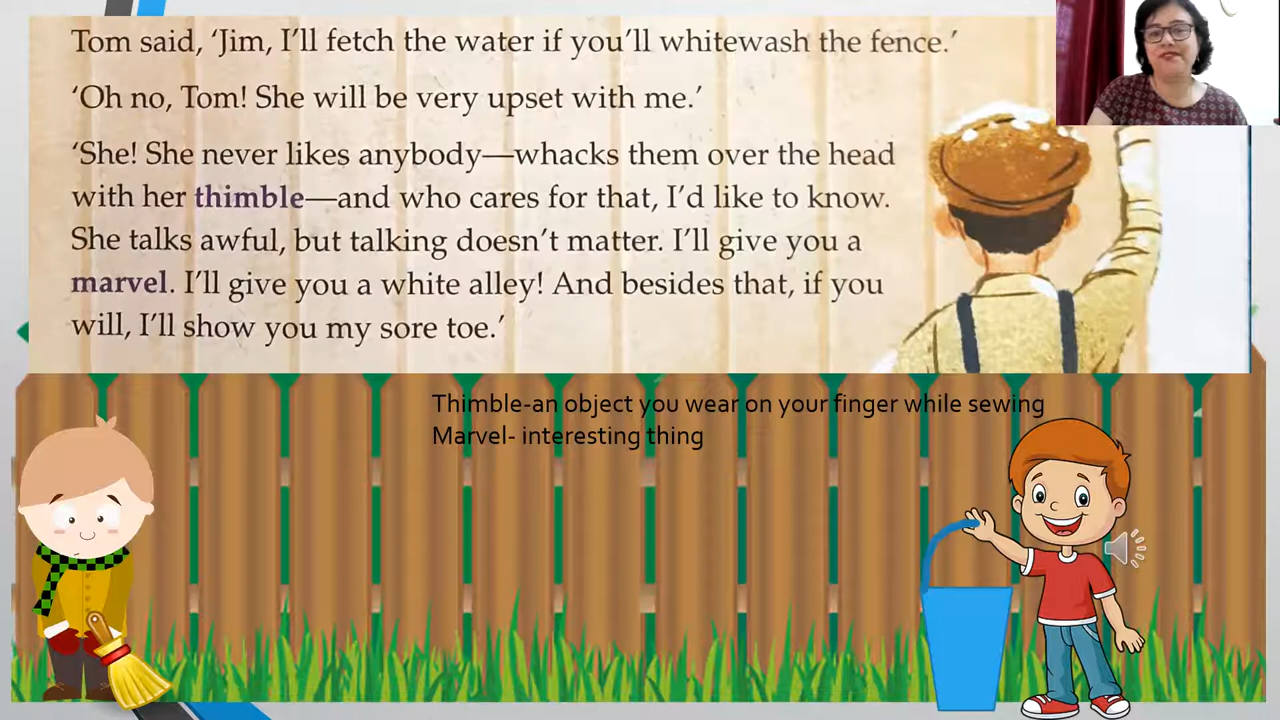 Tom said, ‘Jim, I’ll fetch the water if you’ll whitewash the fence.’
‘Oh no, Tom! She will be very upset with me.’
‘She! She never likes anybody—whacks them over the head
with her thimble—and who cares for that, I’d like to know.
She talks awful, but talking doesn’t matter. I’ll give you a
marvel. I’ll give you a white alley! And besides that, if you
will, I’ll show you my sore toe.’
Thimble-an object you wear on your finger while sewing
Marvel- interesting thing